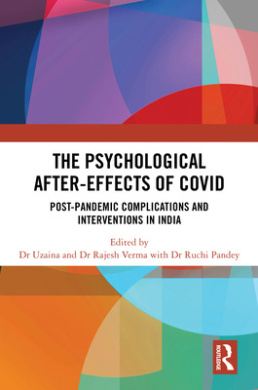 THE PSYCHOLOGICAL
AFTER-EFFECTS OF COVID
POST-PANDEMIC COMPLICATIONS AND
INTERVENTIONS IN INDIA
Edited by
Dr Uzaina and Dr Rajesh Verma with Dr Ruchi Pandey
ROUTLEDGE